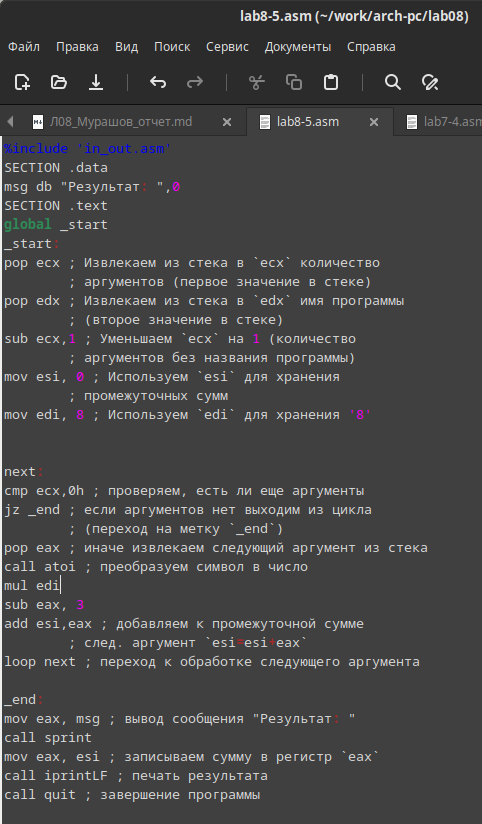 lab8-5.asm (~/work/arch-pc/lab08)
Файл Правка Вид Поиск Сервис Документы Справка
Л08_Мурашов_отчет.md lab8-5.asm lab7-4.asm
%include 'in_out.asm'
SECTION .data
msg db "Результат: ",0
SECTION .text
global _start
_start:
pop ecx ; Извлекаем из стека в `ecx` количество
; аргументов (первое значение в стеке)
pop edx ; Извлекаем из стека в `edx` имя программы
; (второе значение в стеке)
sub ecx,1 ; Уменьшаем `ecx` на 1 (количество
; аргументов без названия программы)
mov esi, 0 ; Используем `esi` для хранения
; промежуточных сумм
mov edi, 8 ; Используем `edi` для хранения '8'
next:
cmp ecx,0h ; проверяем, есть ли еще аргументы
jz _end ; если аргументов нет выходим из цикла
; (переход на метку `_end`)
pop eax ; иначе извлекаем следующий аргумент из стека
call atoi ; преобразуем символ в число
mul edi
sub eax, 3
add esi,eax ; добавляем к промежуточной сумме
; след. аргумент `esi=esi+eax`
loop next ; переход к обработке следующего аргумента
_end:
mov eax, msg ; вывод сообщения "Результат: "
call sprint
mov eax, esi ; записываем сумму в регистр `eax`
call iprintLF ; печать результата
call quit ; завершение программы